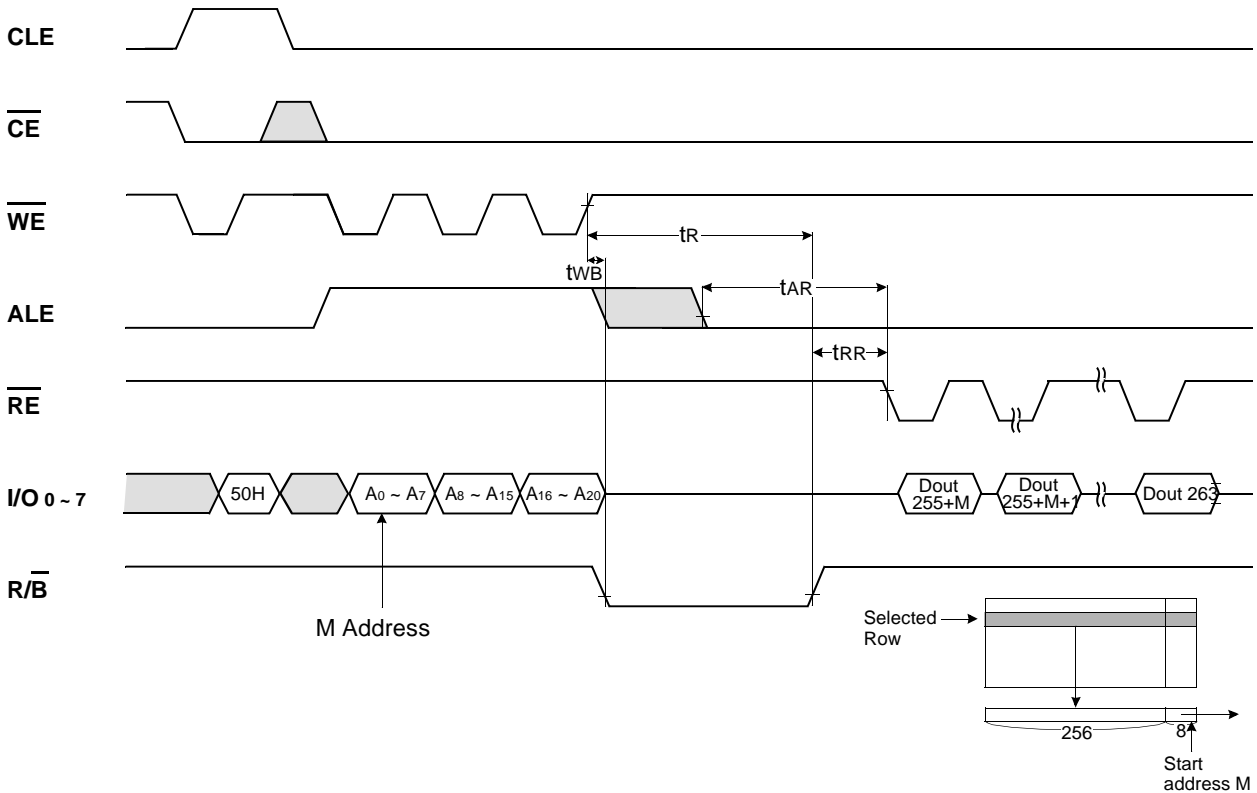 CLE
CE
WE
tR
tWB
ALE
tAR
tRR
RE
I/O 0 ~ 7
50H
A0 ~ A7
A8 ~ A15
A16 ~ A20
Dout
255+M
Dout
255+M+1
Dout 263
R/B
M Address
Selected
Row
256
8
Start
address M